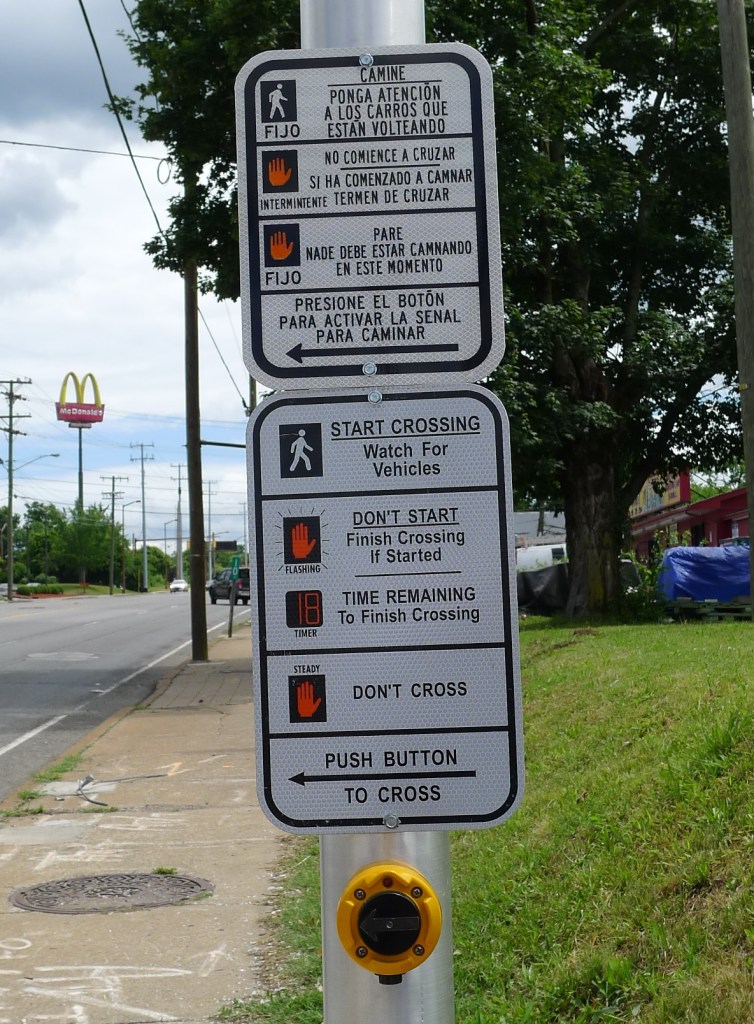 CAMINE
PONGA ATENCIÓN
A LOS CARROS QUE
ESTÁN VOLTEANDO
FIJO
NO COMIENCE A CRUZAR
SI HA COMENZADO A CAMNAR
INTERMINTENTE TERMEN DE CRUZAR
PARE
NADE DEBE ESTAR CAMNANDO
EN ESTE MOMENTO
FIJO
PRESIONE EL BOTÓN
PARA ACTIVAR LA SENAL
PARA CAMINAR
McDonald's
START CROSSING
Watch For
Vehicles
DON'T START
Finish Crossing
If Started
FLASHING
TIME REMAINING
To Finish Crossing
18
TIMER
STEADY
DON'T CROSS
PUSH BUTTON
TO CROSS